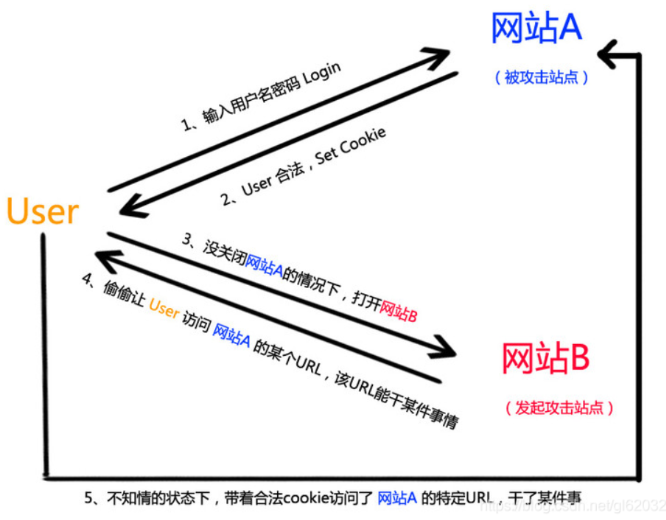 网站A
（被攻击站点）
1、输入用户名密码 Login
2、User 合法，Set Cookie
User
3、没关闭网站A的情况下，打开网站B
4、偷偷让 User 访问 网站A 的某个URL，该URL能干某件事情
网站B
（发起攻击站点）
5、不知情的状态下，带着合法cookie访问了 网站A 的特定URL，干了某件事
https://blog.csdn.net/gl62032